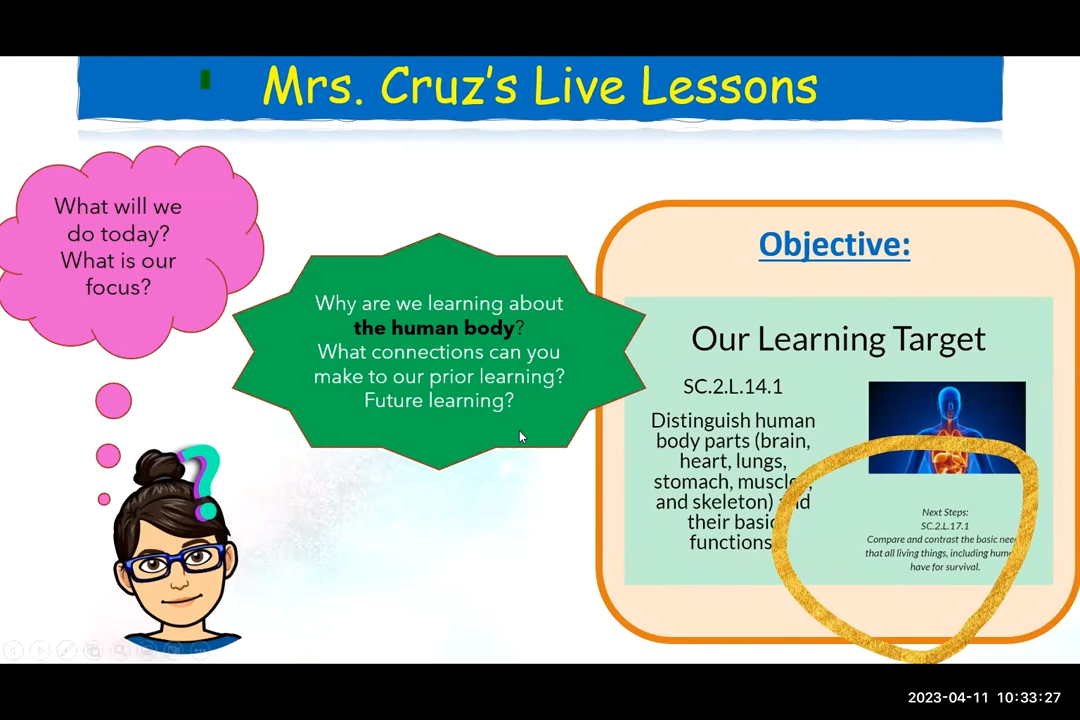 Mrs. Cruz's Live Lessons
What will we
do today?
What is our
focus?
Why are we learning about
the human body?
What connections can you
make to our prior learning?
Future learning?
Objective:
Our Learning Target
SC.2.L.14.1
Distinguish human
body parts (brain,
heart, lungs,
stomach, muscles,
and skeleton) and
their basic
functions
Next Steps:
SC.2.L.17.1
Compare and contrast the basic
that all living things, including
have for survival.
2023-04-11 10:33:27